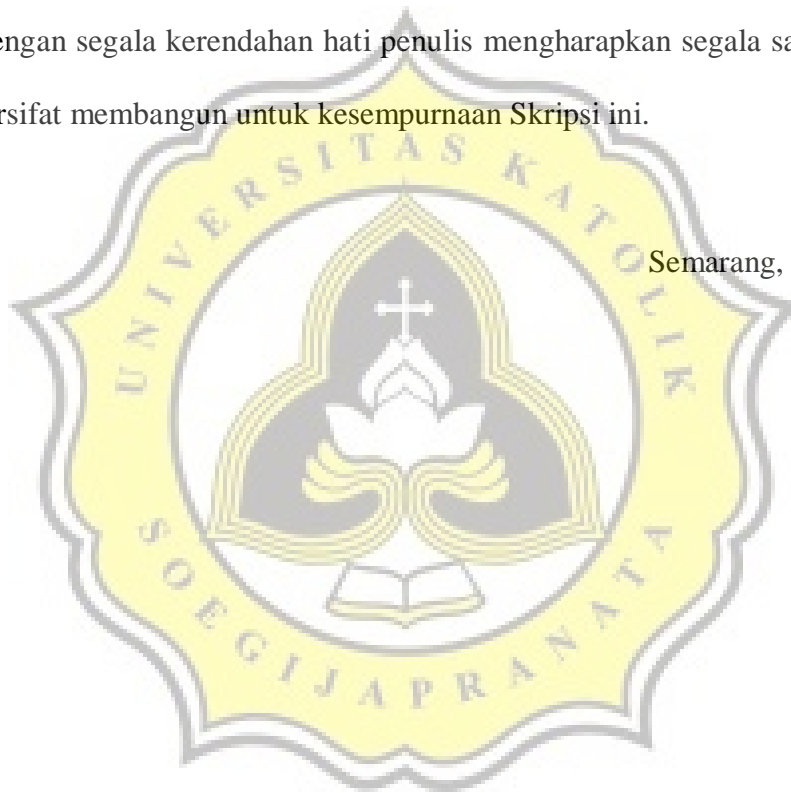 engan segala kerendahan hati penulis mengharapkan segala sa
rsifat membangun untuk kesempurnaan Skripsi ini.
UNIVERSITAS KATOLIK
Semarang,
SOEGIJAPRANATA